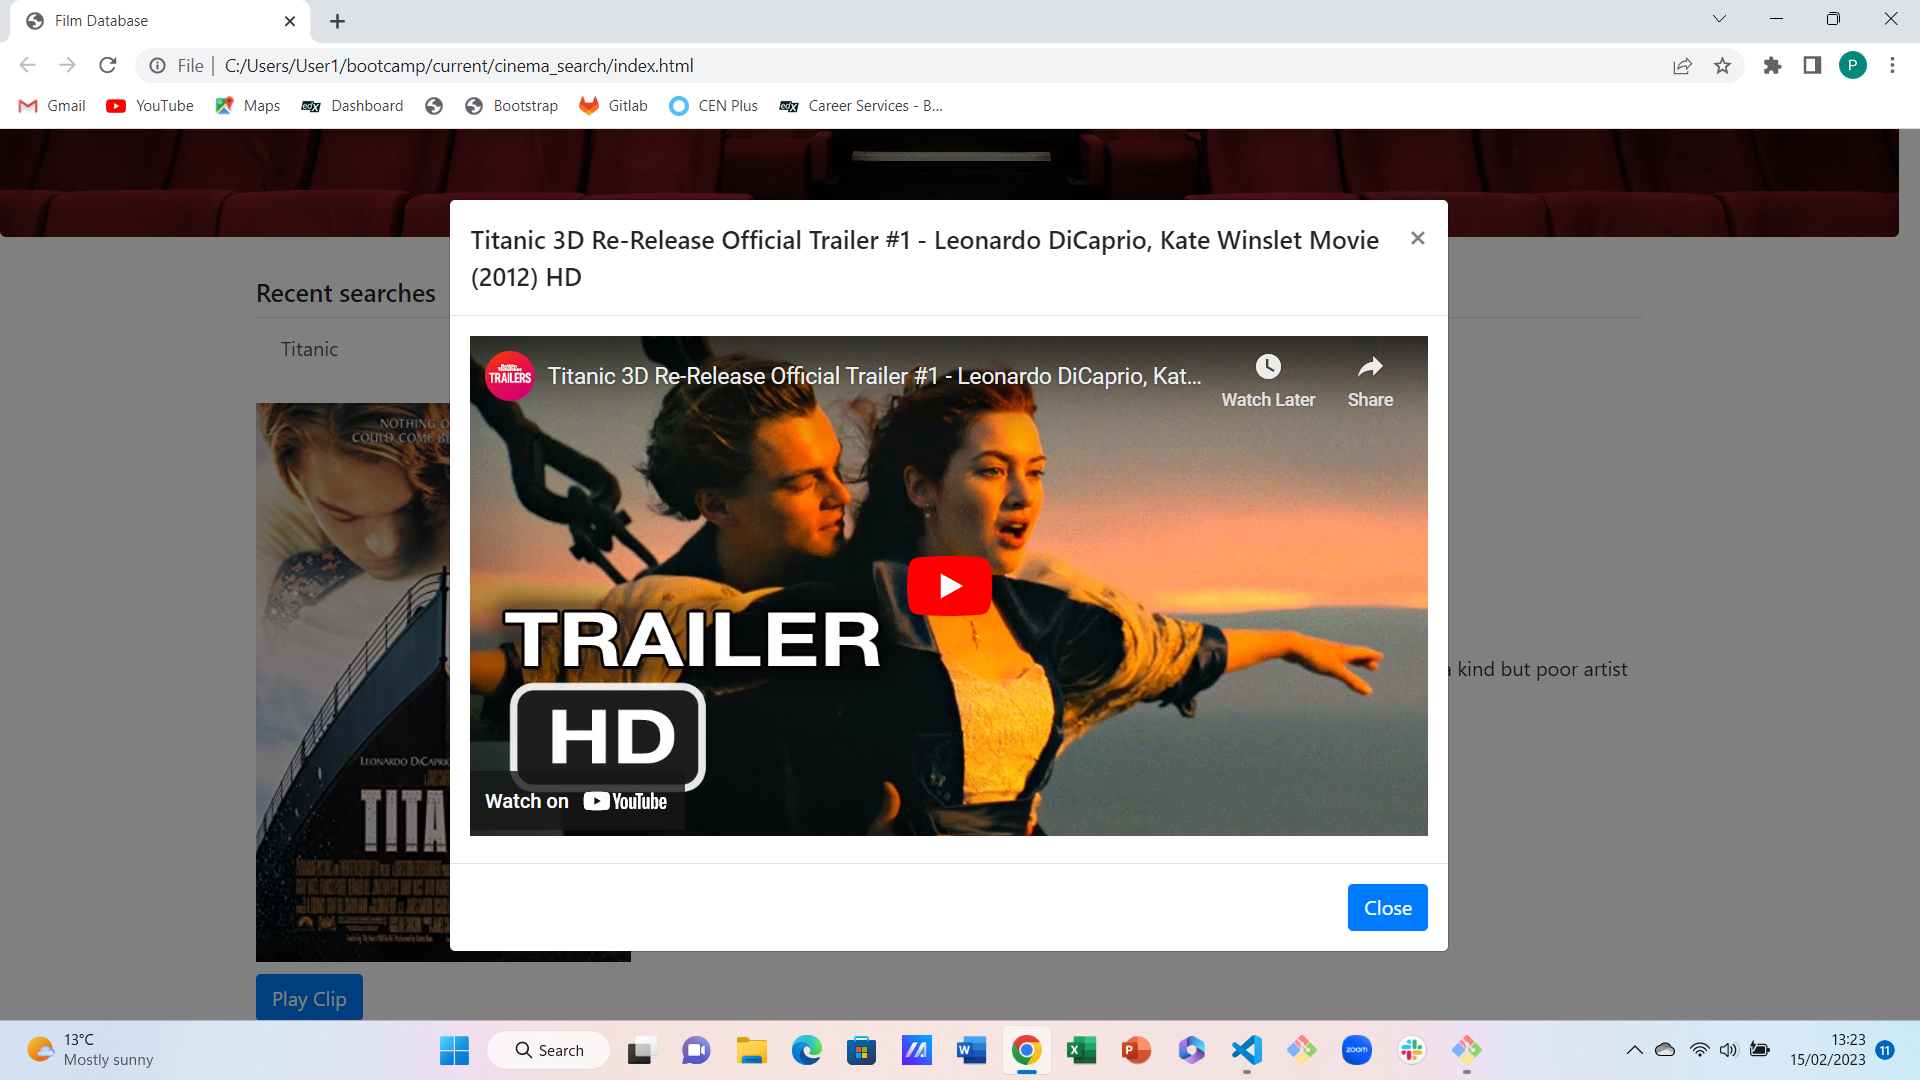 Film Database
File
C:/Users/User1/bootcamp/current/cinema_search/index.html
P
Gmail
YouTube
Maps
edX
Dashboard
Bootstrap
Gitlab
CEN Plus
edX
Career Services - B...
Titanic 3D Re-Release Official Trailer #1 - Leonardo DiCaprio, Kate Winslet Movie
(2012) HD
Recent searches
Titanic
NOTHING O
COULD COME BE
TRAILERS
Titanic 3D Re-Release Official Trailer #1 - Leonardo DiCaprio, Kat...
Watch Later
Share
TRAILER
HD
Watch on YouTube
kind but poor artist
LEONARDO DICAPRI
TITA
Close
Play Clip
13°C
Mostly sunny
Search
zoom
13:23
15/02/2023
11